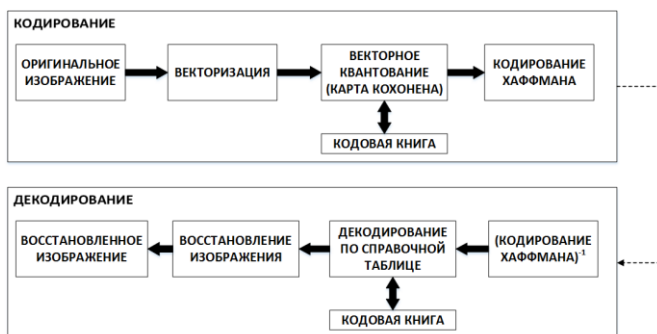 КОДИРОВАНИЕ
ОРИГИНАЛЬНОЕ
ИЗОБРАЖЕНИЕ
ВЕКТОРИЗАЦИЯ
ВЕКТОРНОЕ
КВАНТОВАНИЕ
(КАРТА КОХОНЕНА)
КОДИРОВАНИЕ
ХАФФМАНА
КОДОВАЯ КНИГА
ДЕКОДИРОВАНИЕ
ВОССТАНОВЛЕННОЕ
ИЗОБРАЖЕНИЕ
ВОССТАНОВЛЕНИЕ
ИЗОБРАЖЕНИЯ
ДЕКОДИРОВАНИЕ
ПО СПРАВОЧНОЙ
ТАБЛИЦЕ
(КОДИРОВАНИЕ
ХАФФМАНА)⁻¹
КОДОВАЯ КНИГА